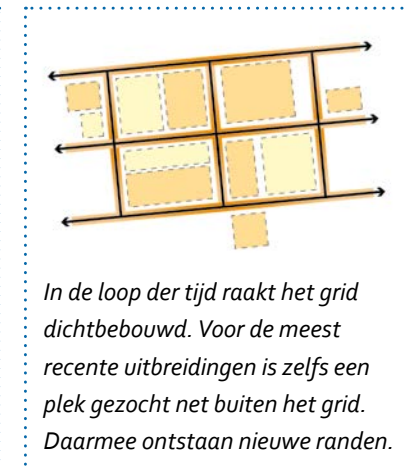 In de loop der tijd raakt het grid
dichtbebouwd. Voor de meest
recente uitbreidingen is zelfs een
plek gezocht net buiten het grid.
Daarmee ontstaan nieuwe randen.